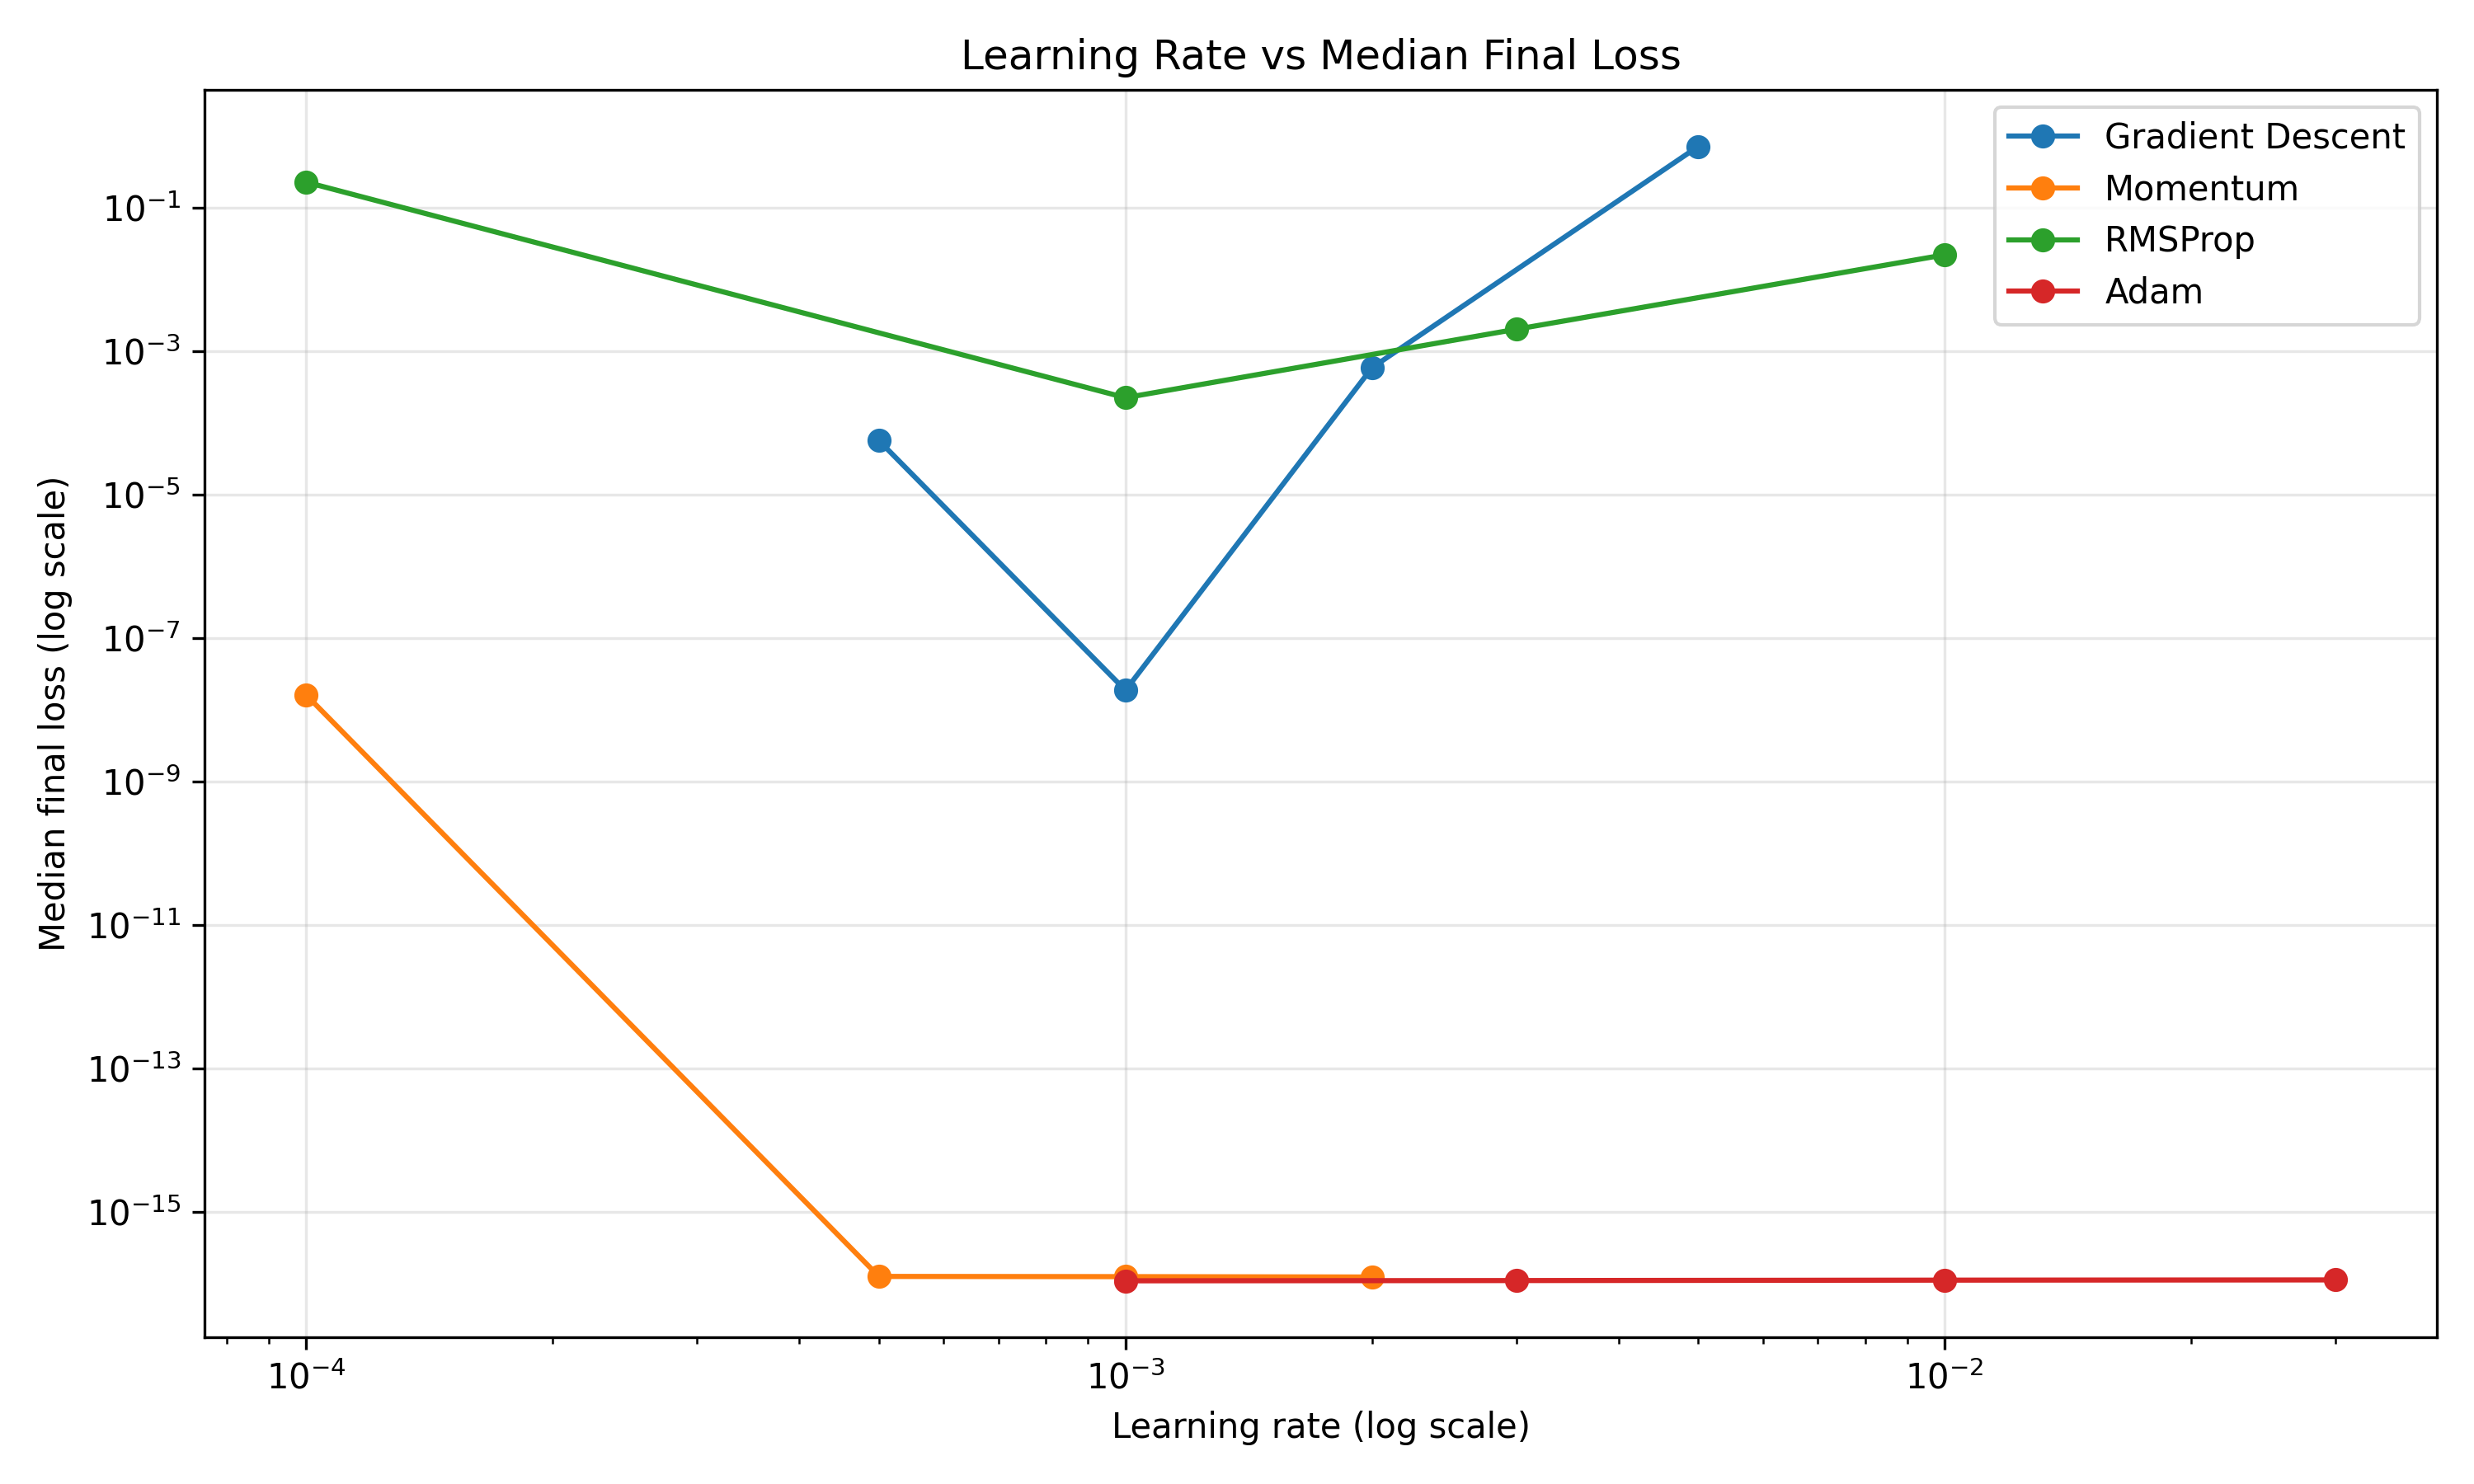 Learning Rate vs Median Final Loss
Gradient Descent
Momentum
RMSProp
Adam
Median final loss (log scale)
10⁻¹
10⁻³
10⁻⁵
10⁻⁷
10⁻⁹
10⁻¹¹
10⁻¹³
10⁻¹⁵
10⁻⁴ 10⁻³ 10⁻²
Learning rate (log scale)